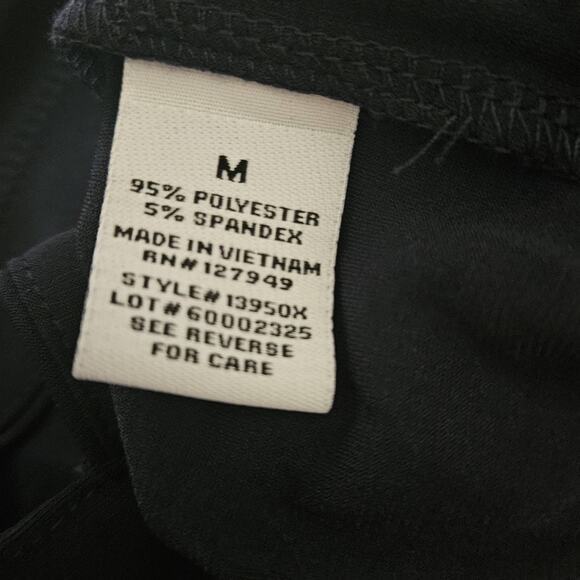 M
95% POLYESTER
5% SPANDEX
MADE IN VIETNAM
RN# 127949
STYLE# 13950X
LOT# 60002325
SEE REVERSE
FOR CARE